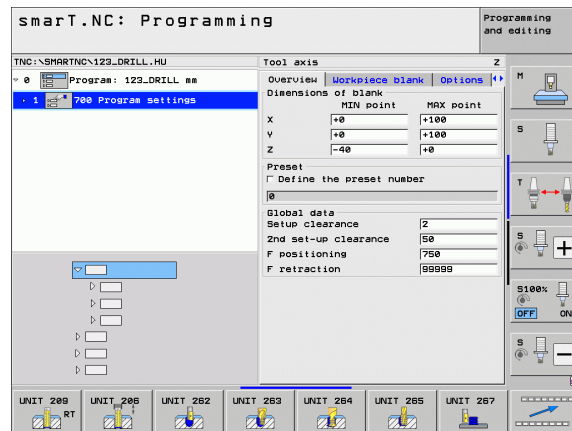 smarT.NC: Programming
Programming and editing
TNC:\SMARTNC\123_DRILL.HU
Tool axis Z
0 Program: 123_DRILL mm
1 700 Program settings
Overview Workpiece blank Options
Dimensions of blank
MIN point MAX point
X +0 +100
Y +0 +100
Z -40 +0
Preset
Define the preset number
0
Global data
Setup clearance 2
2nd set-up clearance 50
F positioning 750
F retraction 99999
M
S
T
S
S100%
OFF ON
S
UNIT 209 RT
UNIT 206
UNIT 262
UNIT 263
UNIT 264
UNIT 265
UNIT 267